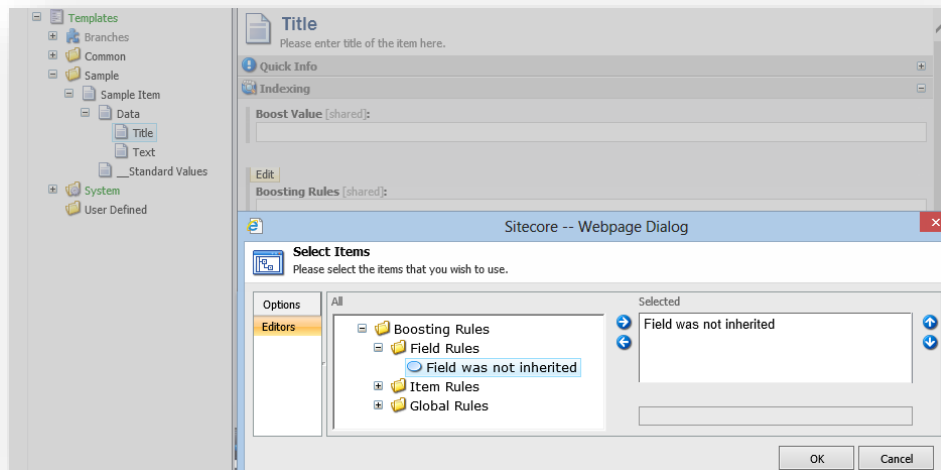 Templates
Branches
Common
Sample
Sample Item
Data
Title
Text
__Standard Values
System
User Defined
Title
Please enter title of the item here.
Quick Info
Indexing
Boost Value [shared]:
Edit
Boosting Rules [shared]:
Sitecore -- Webpage Dialog
Select Items
Please select the items that you wish to use.
Options
Editors
All
Boosting Rules
Field Rules
Field was not inherited
Item Rules
Global Rules
Selected
Field was not inherited
OK
Cancel